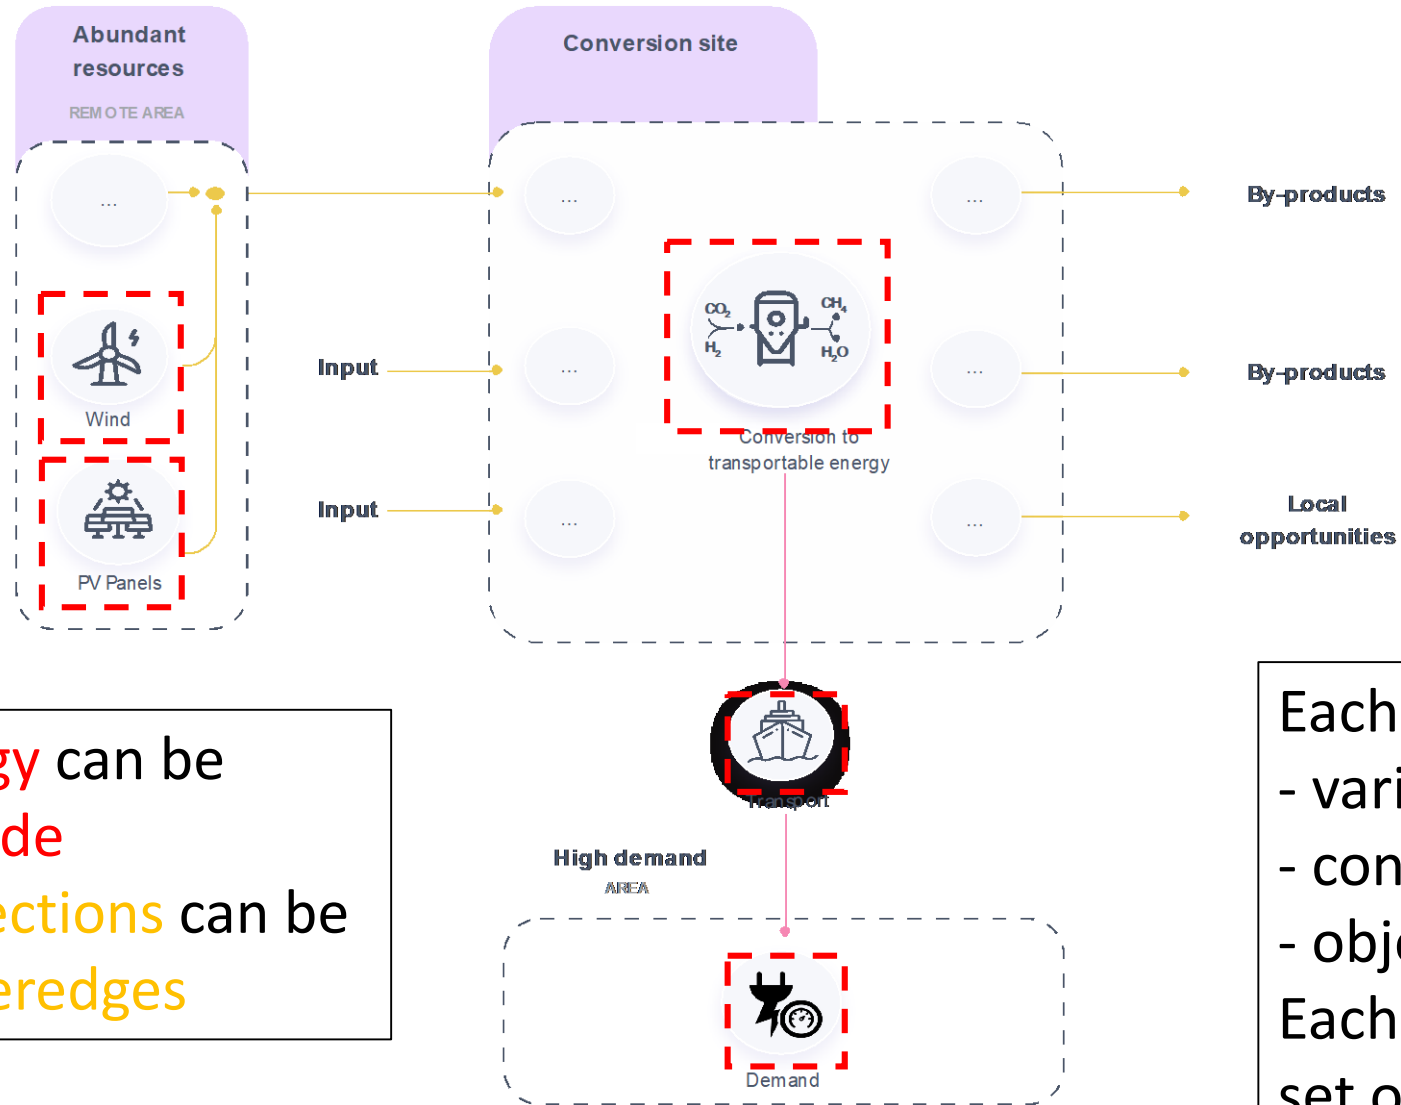 Abundant
resources
REMOTE AREA
...
Wind
PV Panels
Conversion site
...
...
...
Input
Input
CO₂
H₂
CH₄
H₂O
Conversion to
transportable energy
...
...
...
By-products
By-products
Local
opportunities
Transport
High demand
AREA
Demand
gy can be
de
ections can be
eredges
Each
- vari
- con
- obje
Each
set o